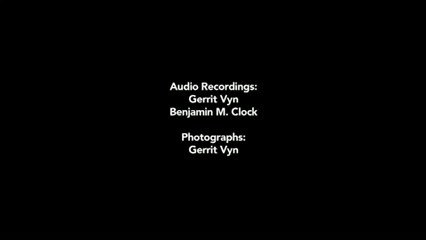 Audio Recordings:
Gerrit Vyn
Benjamin M. Clock
Photographs:
Gerrit Vyn